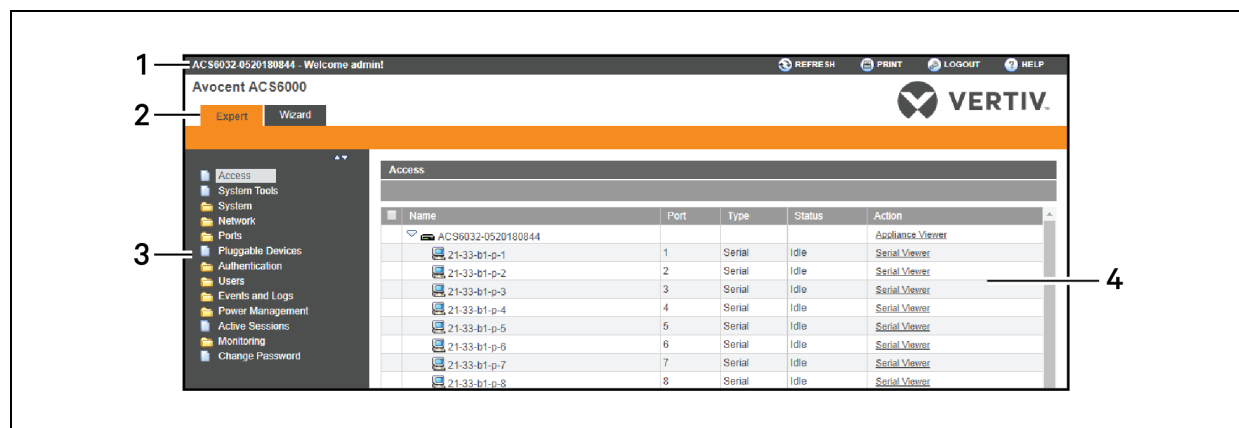 1
ACS6032-0520180844 - Welcome admin!
REFRESH
PRINT
LOGOUT
HELP
Avocent ACS6000
VERTIV™
2
Expert
Wizard
Access
System Tools
System
Network
Ports
Pluggable Devices
Authentication
Users
Events and Logs
Power Management
Active Sessions
Monitoring
Change Password
3
Access
Name Port Type Status Action
ACS6032-0520180844 Appliance Viewer
21-33-b1-p-1 1 Serial Idle Serial Viewer
21-33-b1-p-2 2 Serial Idle Serial Viewer
21-33-b1-p-3 3 Serial Idle Serial Viewer
21-33-b1-p-4 4 Serial Idle Serial Viewer
21-33-b1-p-5 5 Serial Idle Serial Viewer
21-33-b1-p-6 6 Serial Idle Serial Viewer
21-33-b1-p-7 7 Serial Idle Serial Viewer
21-33-b1-p-8 8 Serial Idle Serial Viewer
4